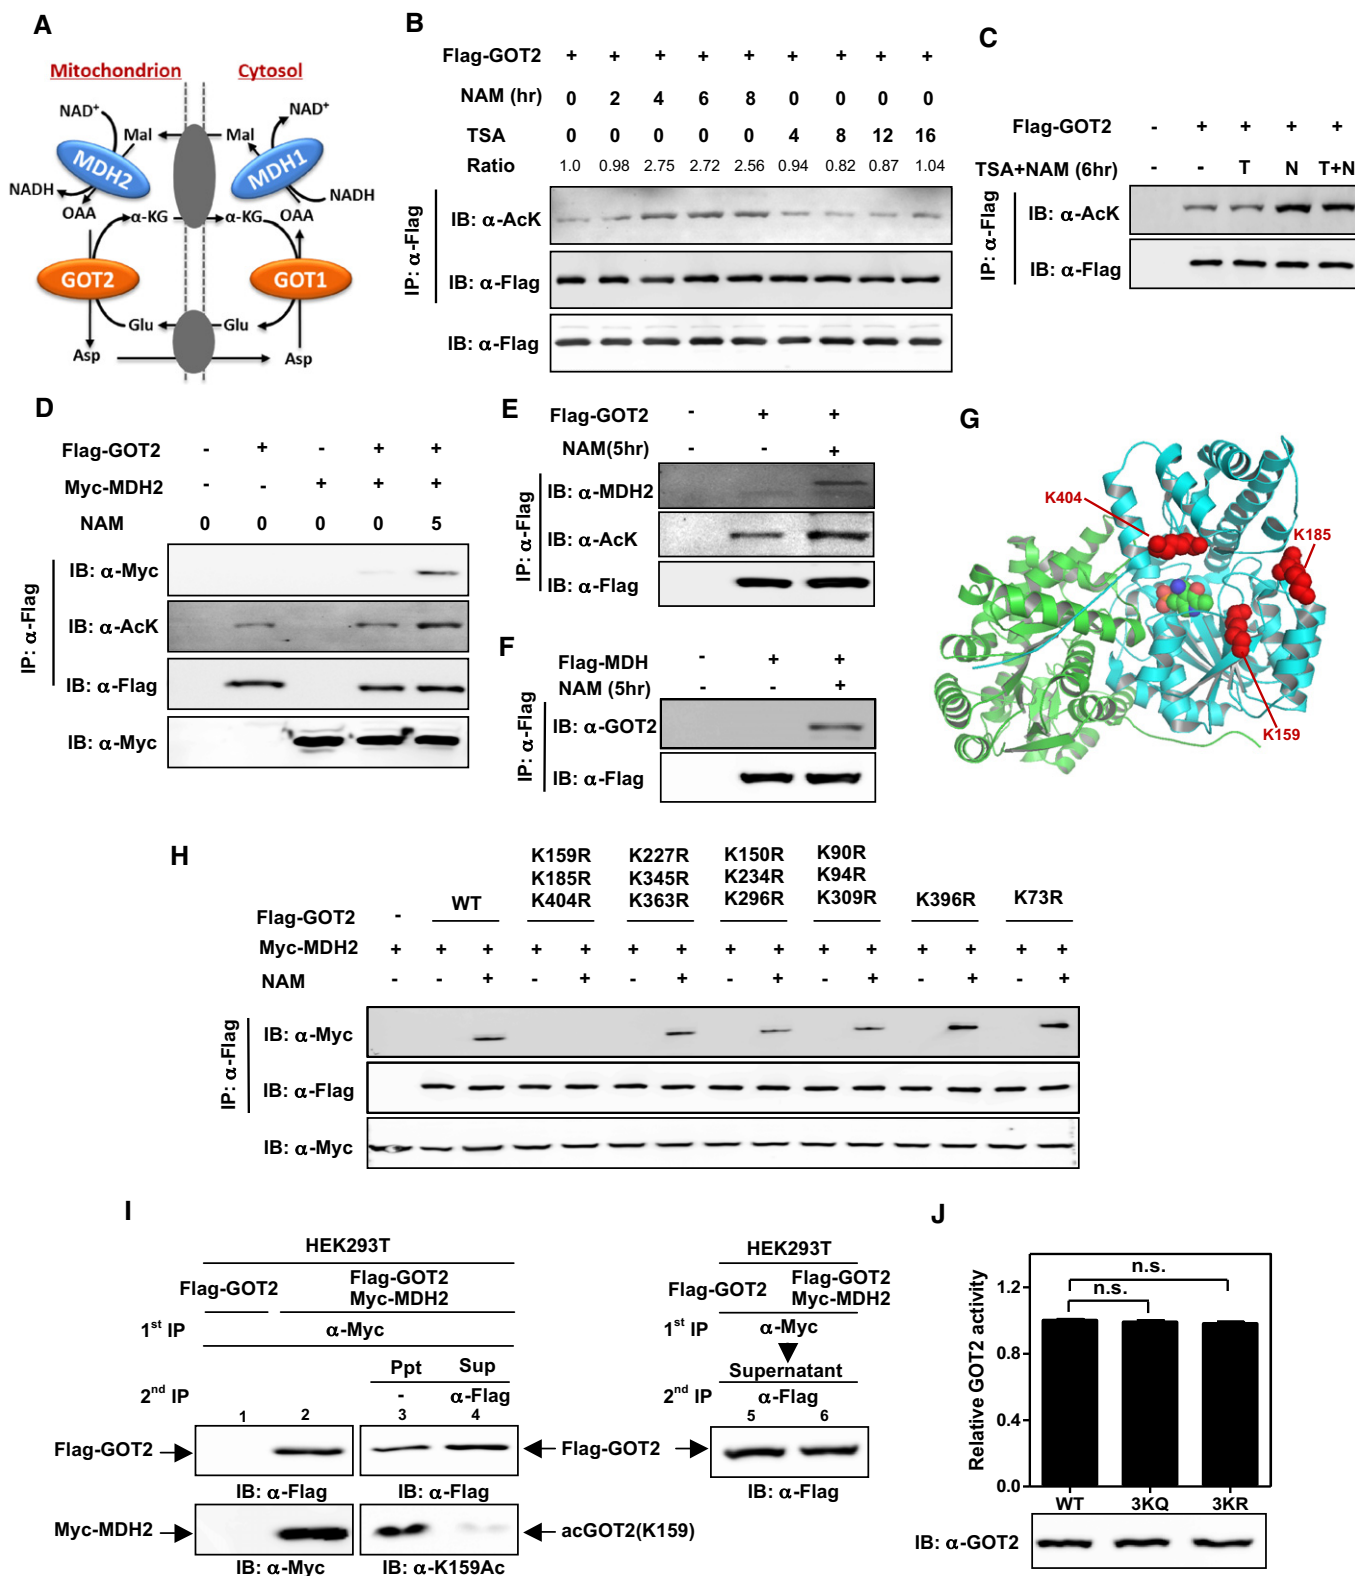 A
Mitochondrion Cytosol
NAD+ NAD+
Mal Mal
MDH2 MDH1
NADH NADH
OAA α-KG α-KG OAA
GOT2 GOT1
Glu Glu
Asp Asp
B
Flag-GOT2 + + + + + + + + +
NAM (hr) 0 2 4 6 8 0 0 0 0
TSA 0 0 0 0 0 4 8 12 16
Ratio 1.0 0.98 2.75 2.72 2.56 0.94 0.82 0.87 1.04
IP: α-Flag
IB: α-AcK
IB: α-Flag
IB: α-Flag
C
Flag-GOT2 - + + + +
TSA+NAM (6hr) - - T N T+N
IP: α-Flag
IB: α-AcK
IB: α-Flag
D
Flag-GOT2 - + - + +
Myc-MDH2 - - + + +
NAM 0 0 0 0 5
IP: α-Flag
IB: α-Myc
IB: α-AcK
IB: α-Flag
IB: α-Myc
E
Flag-GOT2 - + +
NAM(5hr) - - +
IP: α-Flag
IB: α-MDH2
IB: α-AcK
IB: α-Flag
F
Flag-MDH - + +
NAM (5hr) - - +
IP: α-Flag
IB: α-GOT2
IB: α-Flag
G
K404
K185
K159
H
K159R K227R K150R K90R
K185R K345R K234R K94R
WT K404R K363R K296R K309R K396R K73R
Flag-GOT2 -
Myc-MDH2 + + + + + + + + + + + + + + +
NAM - - + - + - + - + - + - + - +
IP: α-Flag
IB: α-Myc
IB: α-Flag
IB: α-Myc
I
HEK293T
Flag-GOT2 Flag-GOT2
Myc-MDH2
1st IP α-Myc
Ppt Sup
2nd IP - α-Flag
1 2 3 4
Flag-GOT2 Flag-GOT2
IB: α-Flag IB: α-Flag
Myc-MDH2 acGOT2(K159)
IB: α-Myc IB: α-K159Ac
HEK293T
Flag-GOT2 Flag-GOT2
Myc-MDH2
1st IP α-Myc
Supernatant
2nd IP α-Flag
5 6
IB: α-Flag
J
Relative GOT2 activity
1.2
0.8
0.4
0.0
n.s.
n.s.
WT 3KQ 3KR
IB: α-GOT2